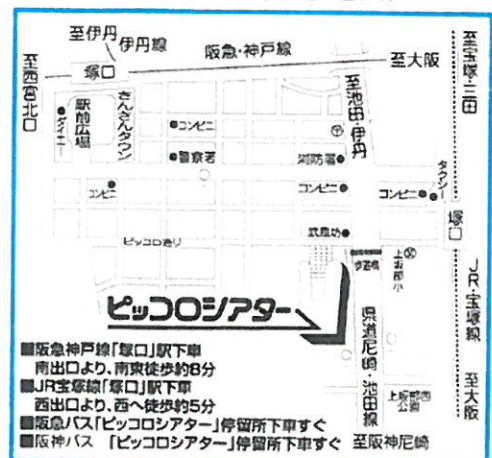 至伊丹
伊丹線
阪急・神戸線
至大阪
至宝塚・三田
至西宮北口
塚口
駅前広場
さんさんタウン
ダイエー
コンビニ
警察署
至池田・伊丹
〒
消防署
コンビニ
コンビニ
コンビニ
タクシー
塚口
武庫坊
ピッコロ通り
歩道橋
上坂部小
文
JR・宝塚線
ピッコロシアター
県道尼崎・池田線
上坂部西公園
至大阪
■阪急神戸線「塚口」駅下車
南出口より、南東徒歩約8分
■JR宝塚線「塚口」駅下車
西出口より、西へ徒歩約5分
■阪急バス「ピッコロシアター」停留所下車すぐ
■阪神バス 「ピッコロシアター」停留所下車すぐ
至阪神尼崎